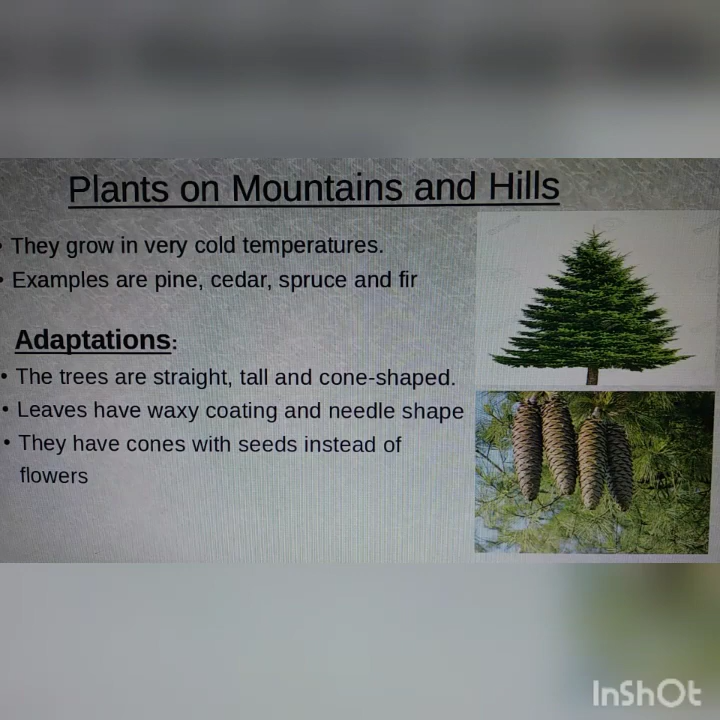 Plants on Mountains and Hills
• They grow in very cold temperatures.
• Examples are pine, cedar, spruce and fir
Adaptations:
• The trees are straight, tall and cone-shaped.
• Leaves have waxy coating and needle shape
• They have cones with seeds instead of
flowers
InShOt